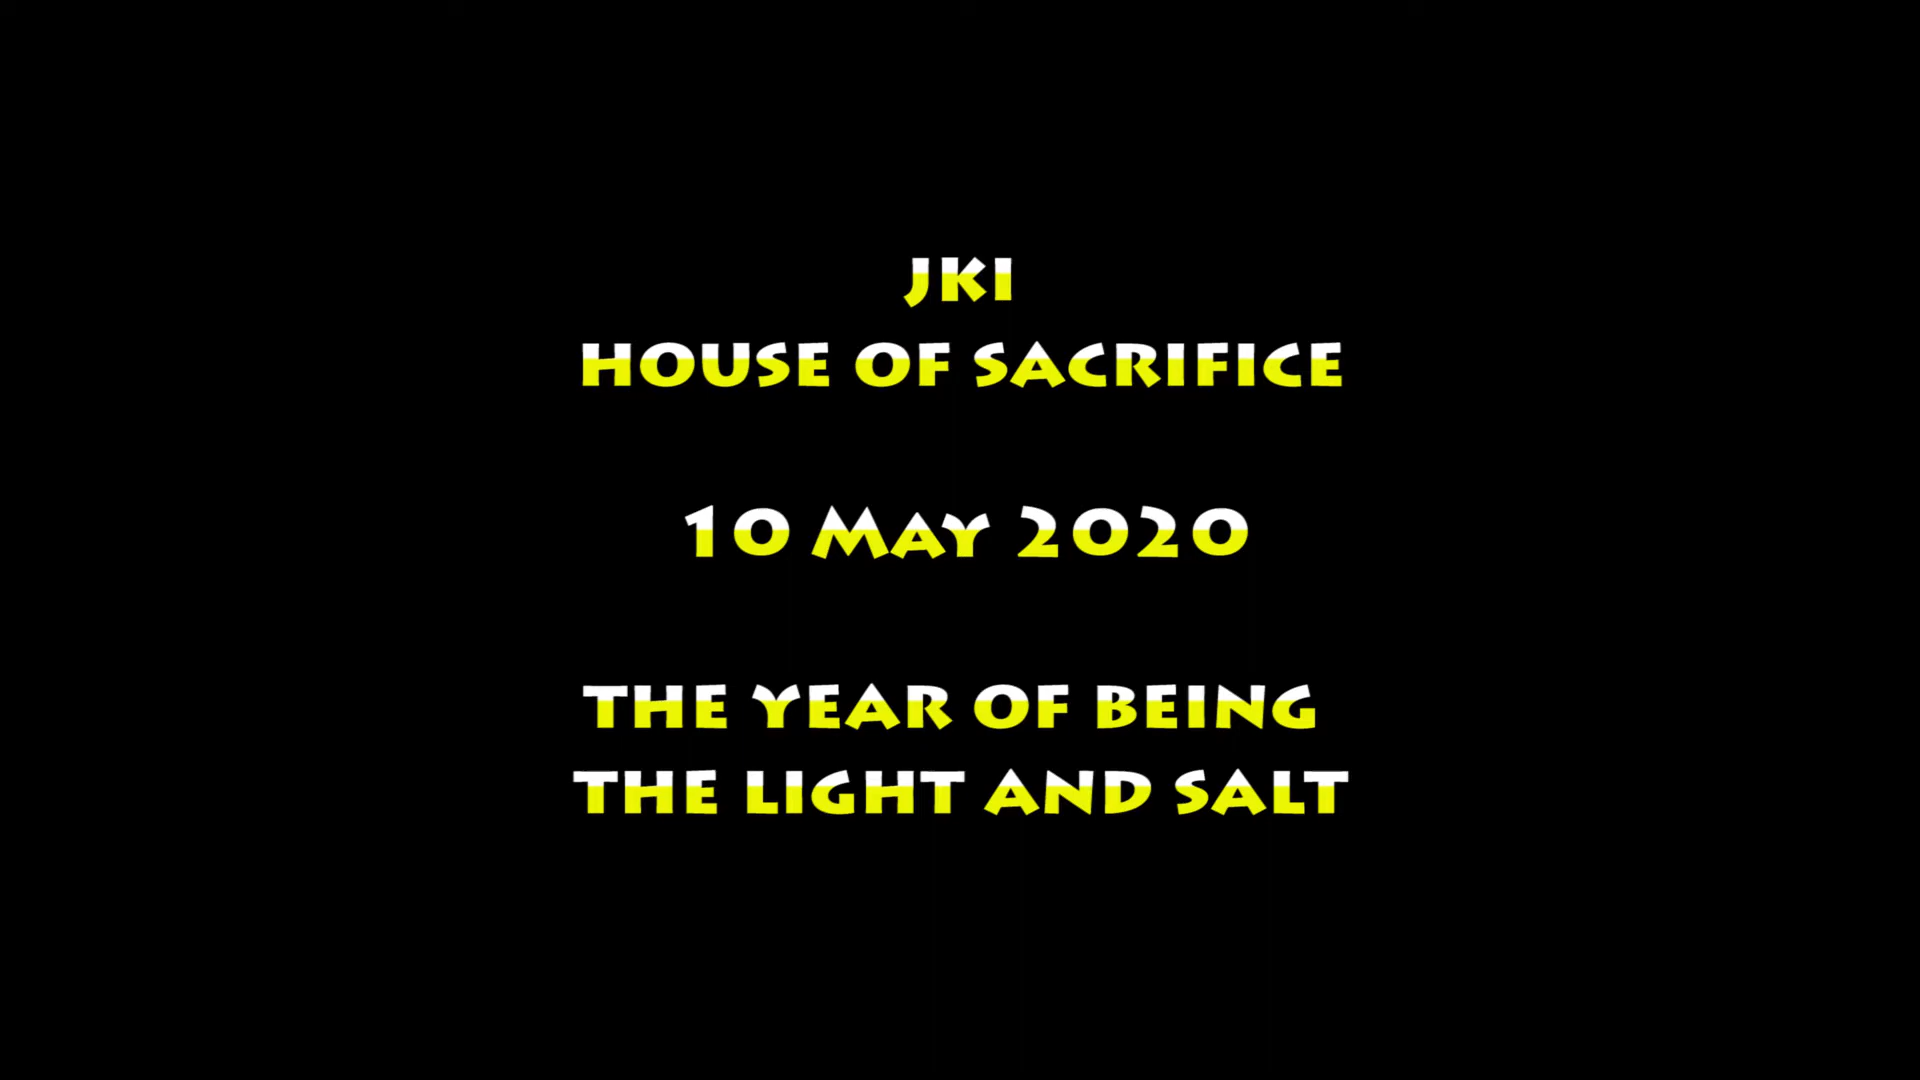 JKI
HOUSE OF SACRIFICE
10 May 2020
THE YEAR OF BEING
THE LIGHT AND SALT